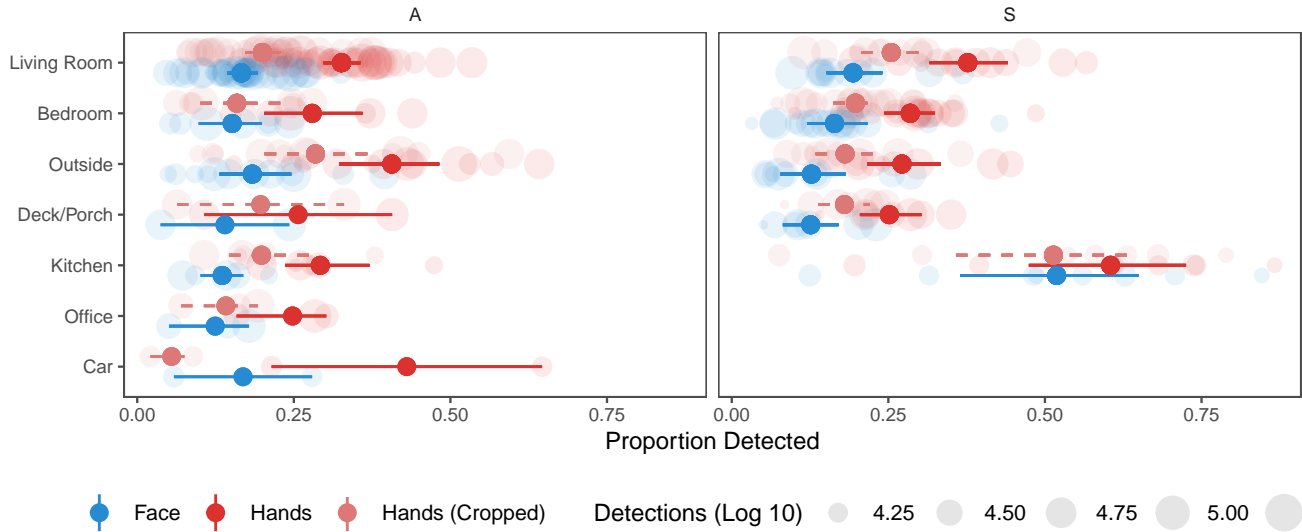 A S
Living Room
Bedroom
Outside
Deck/Porch
Kitchen
Office
Car
0.00 0.25 0.50 0.75 0.00 0.25 0.50 0.75
Proportion Detected
Face Hands Hands (Cropped) Detections (Log 10) 4.25 4.50 4.75 5.00